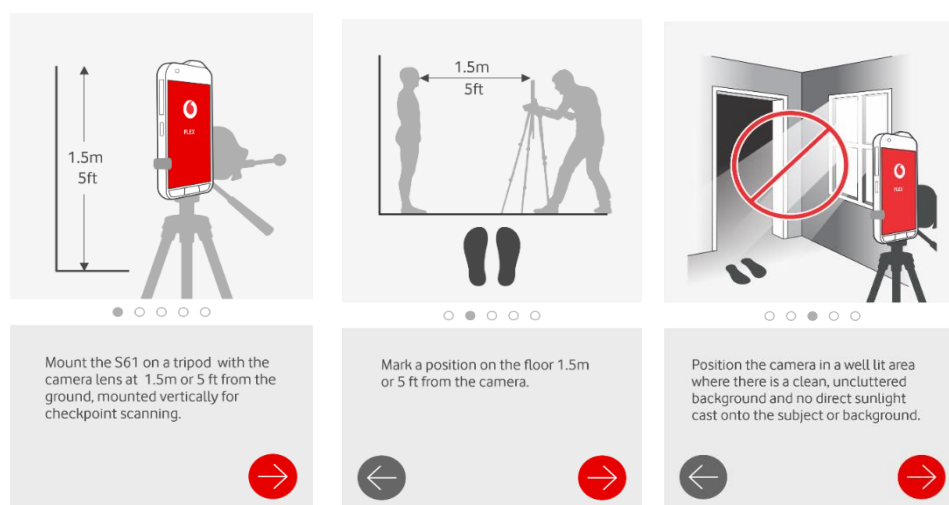 1.5m
5ft
FLEX
Mount the S61 on a tripod with the
camera lens at 1.5m or 5 ft from the
ground, mounted vertically for
checkpoint scanning.
1.5m
5ft
Mark a position on the floor 1.5m
or 5 ft from the camera.
FLEX
Position the camera in a well lit area
where there is a clean, uncluttered
background and no direct sunlight
cast onto the subject or background.